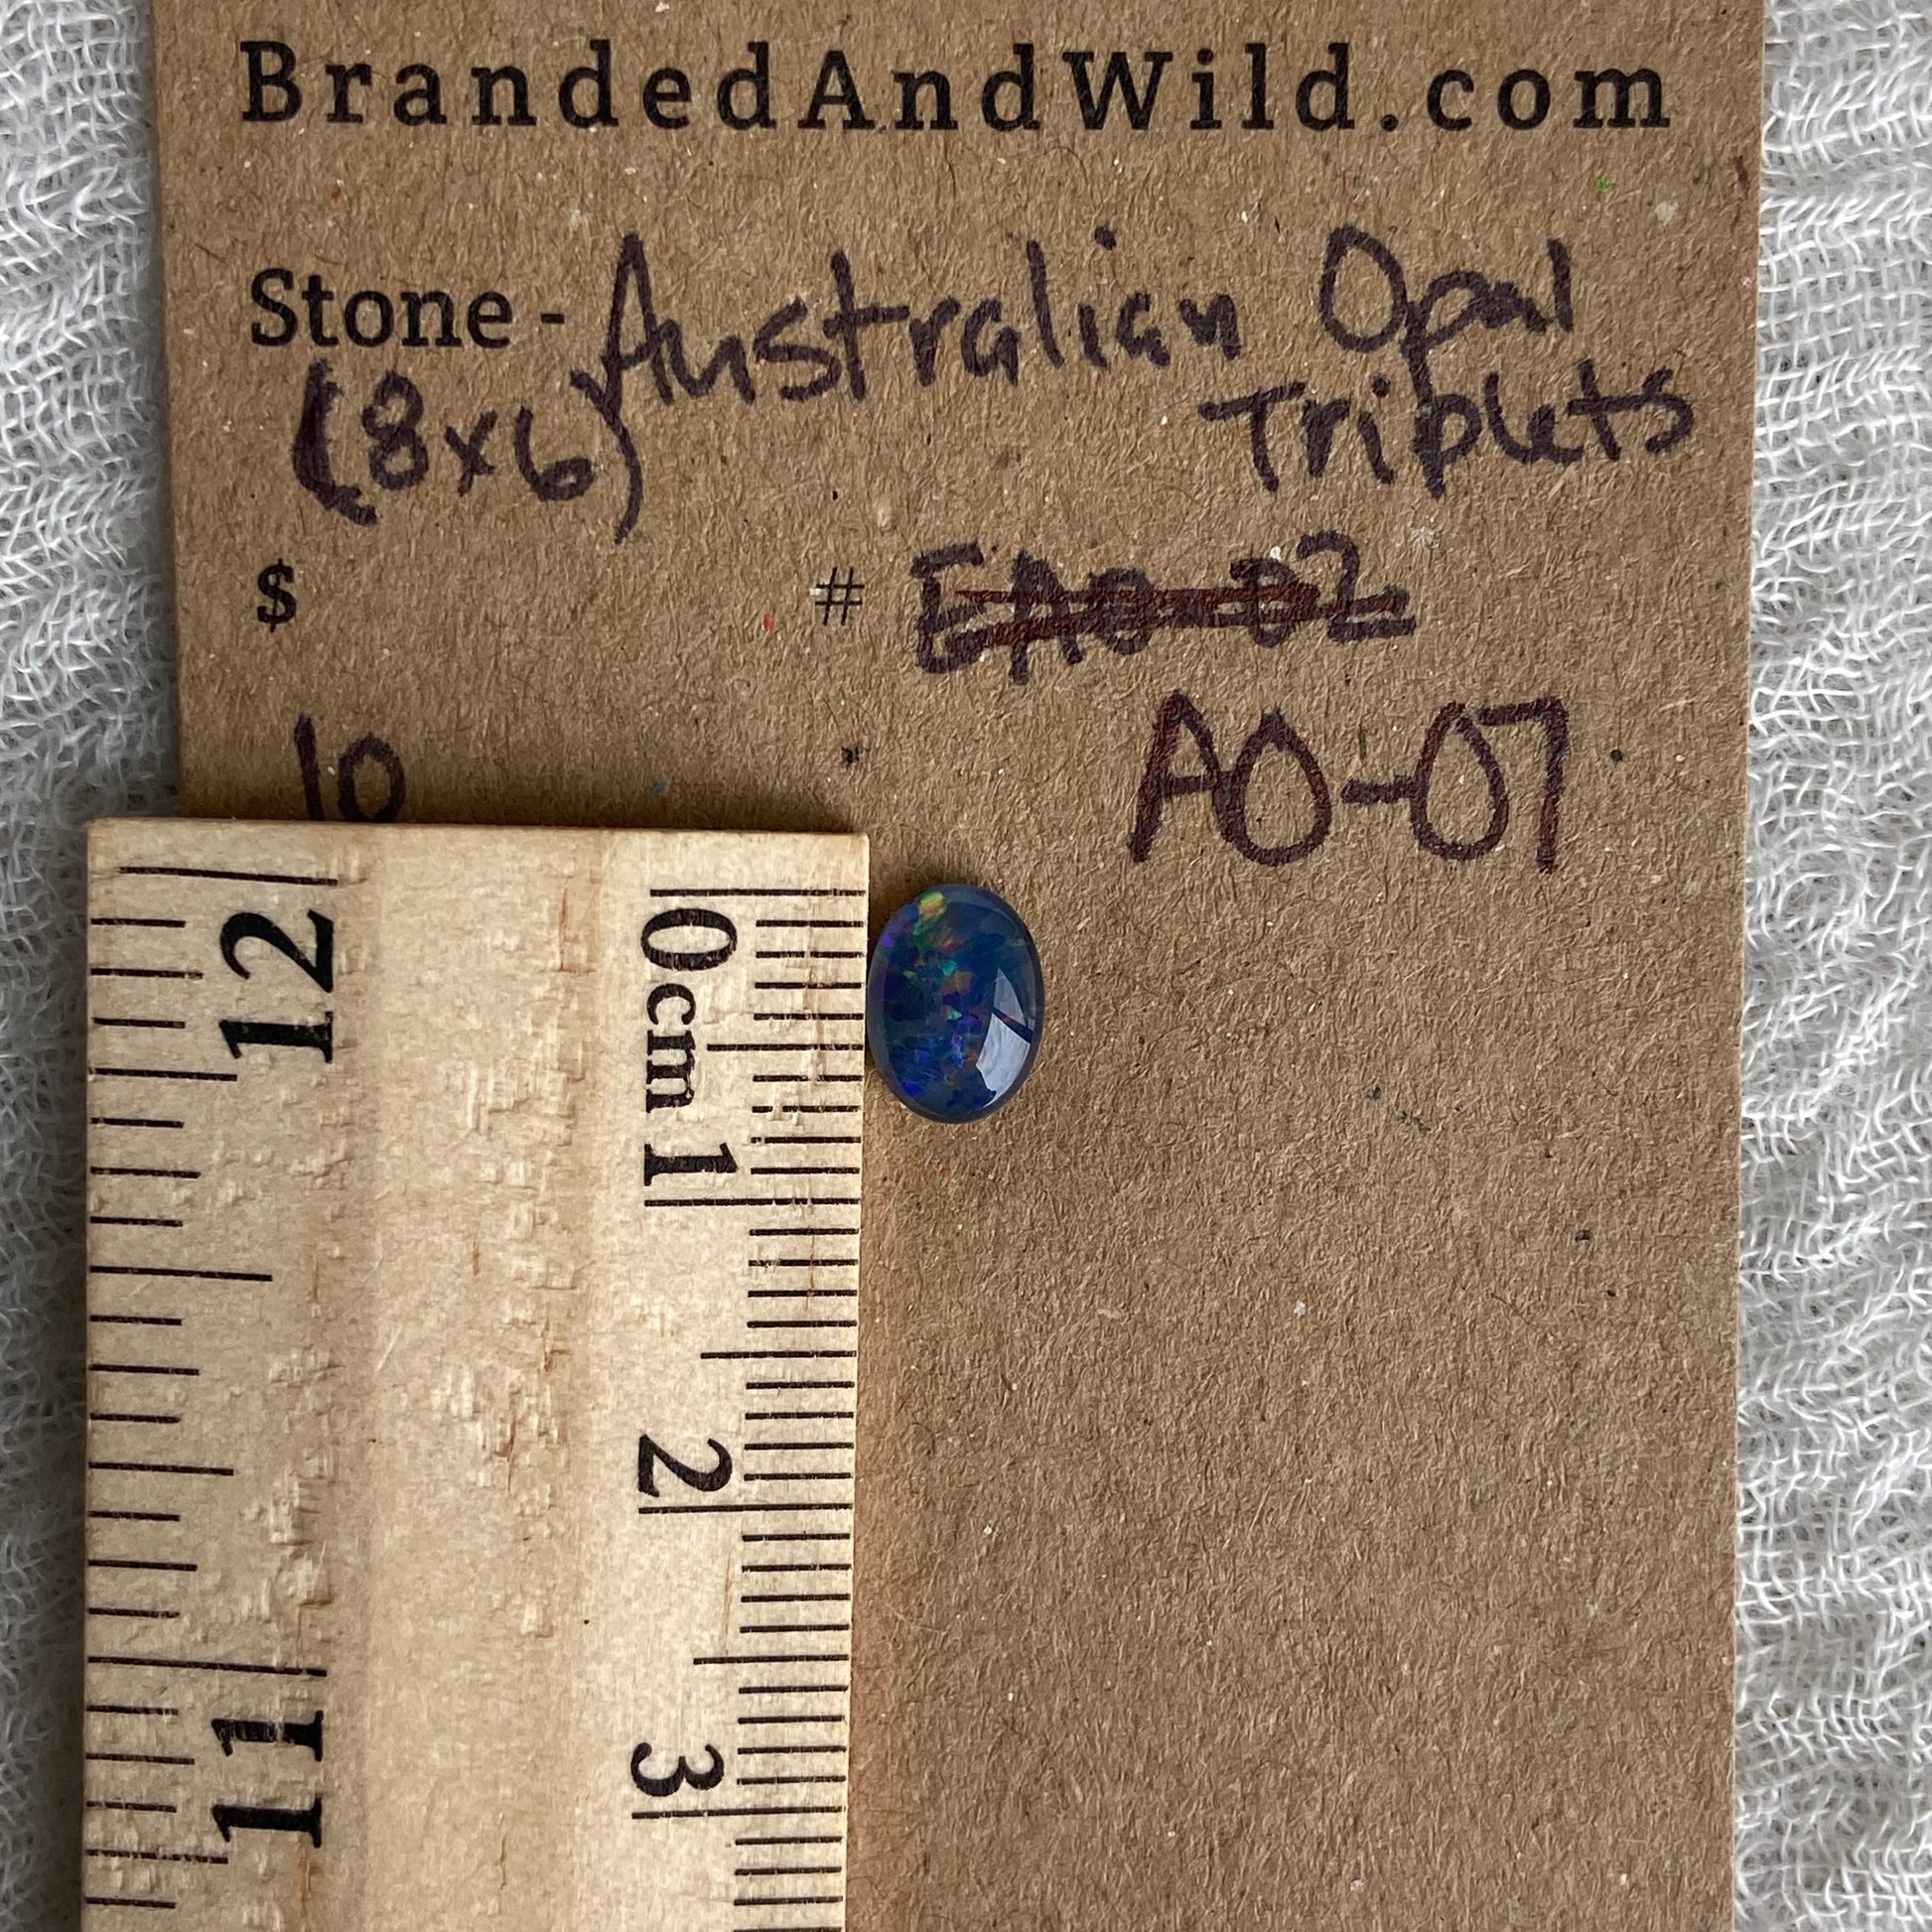 BrandedAndWild.com
Stone - Australian Opal
(8x6) Triplets
$ # EAO-02
10 AO-07
12
0cm 1
2
11
3